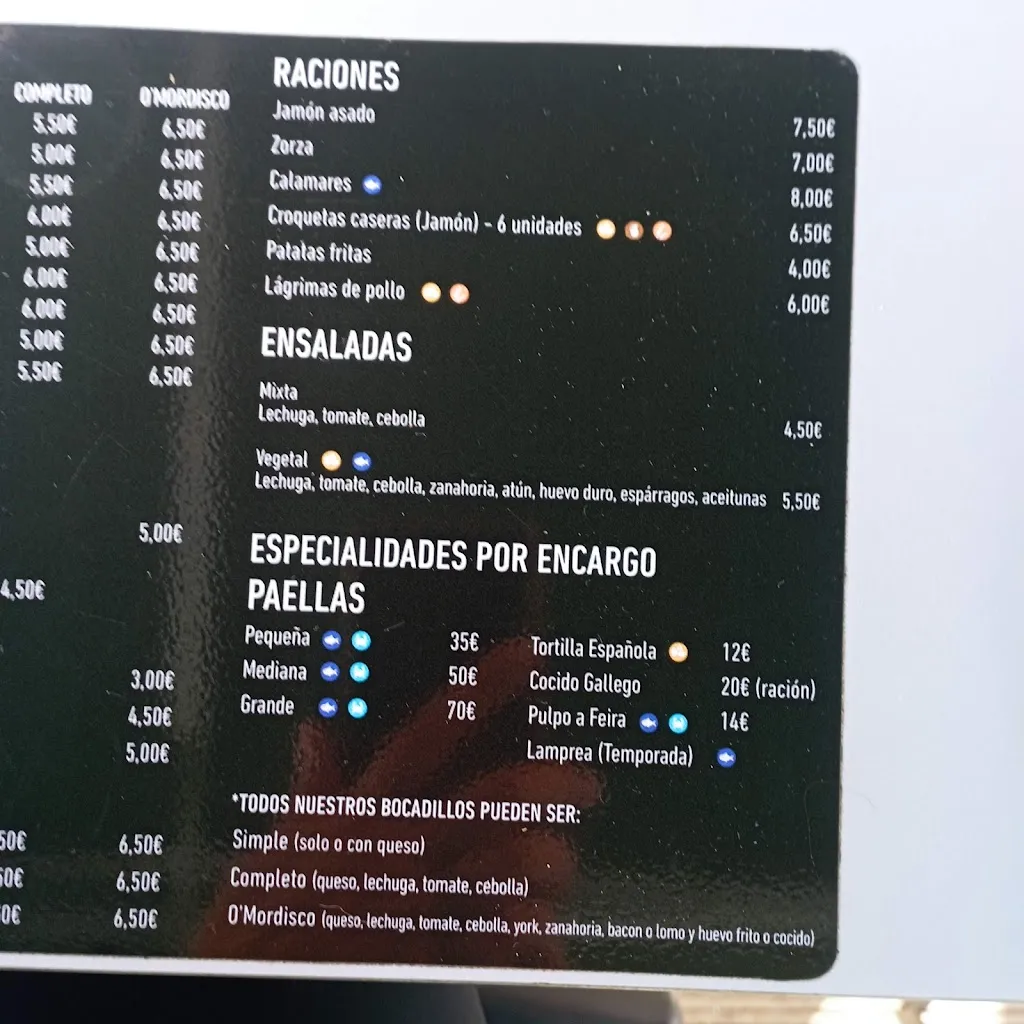 COMPLETO O'MORDISCO
5,50€ 6,50€
5,00€ 6,50€
5,50€ 6,50€
6,00€ 6,50€
5,00€ 6,50€
6,00€ 6,50€
6,00€ 6,50€
5,00€ 6,50€
5,50€ 6,50€
5,00€
4,50€
3,00€
4,50€
5,00€
50€ 6,50€
50€ 6,50€
0€ 6,50€
RACIONES
Jamón asado 7,50€
Zorza 7,00€
Calamares 8,00€
Croquetas caseras (Jamón) - 6 unidades 6,50€
Patatas fritas 4,00€
Lágrimas de pollo 6,00€
ENSALADAS
Mixta
Lechuga, tomate, cebolla 4,50€
Vegetal
Lechuga, tomate, cebolla, zanahoria, atún, huevo duro, espárragos, aceitunas 5,50€
ESPECIALIDADES POR ENCARGO
PAELLAS
Pequeña 35€
Mediana 50€
Grande 70€
Tortilla Española 12€
Cocido Gallego 20€ (ración)
Pulpo a Feira 14€
Lamprea (Temporada)
*TODOS NUESTROS BOCADILLOS PUEDEN SER:
Simple (solo o con queso)
Completo (queso, lechuga, tomate, cebolla)
O'Mordisco (queso, lechuga, tomate, cebolla, york, zanahoria, bacon o lomo y huevo frito o cocido)